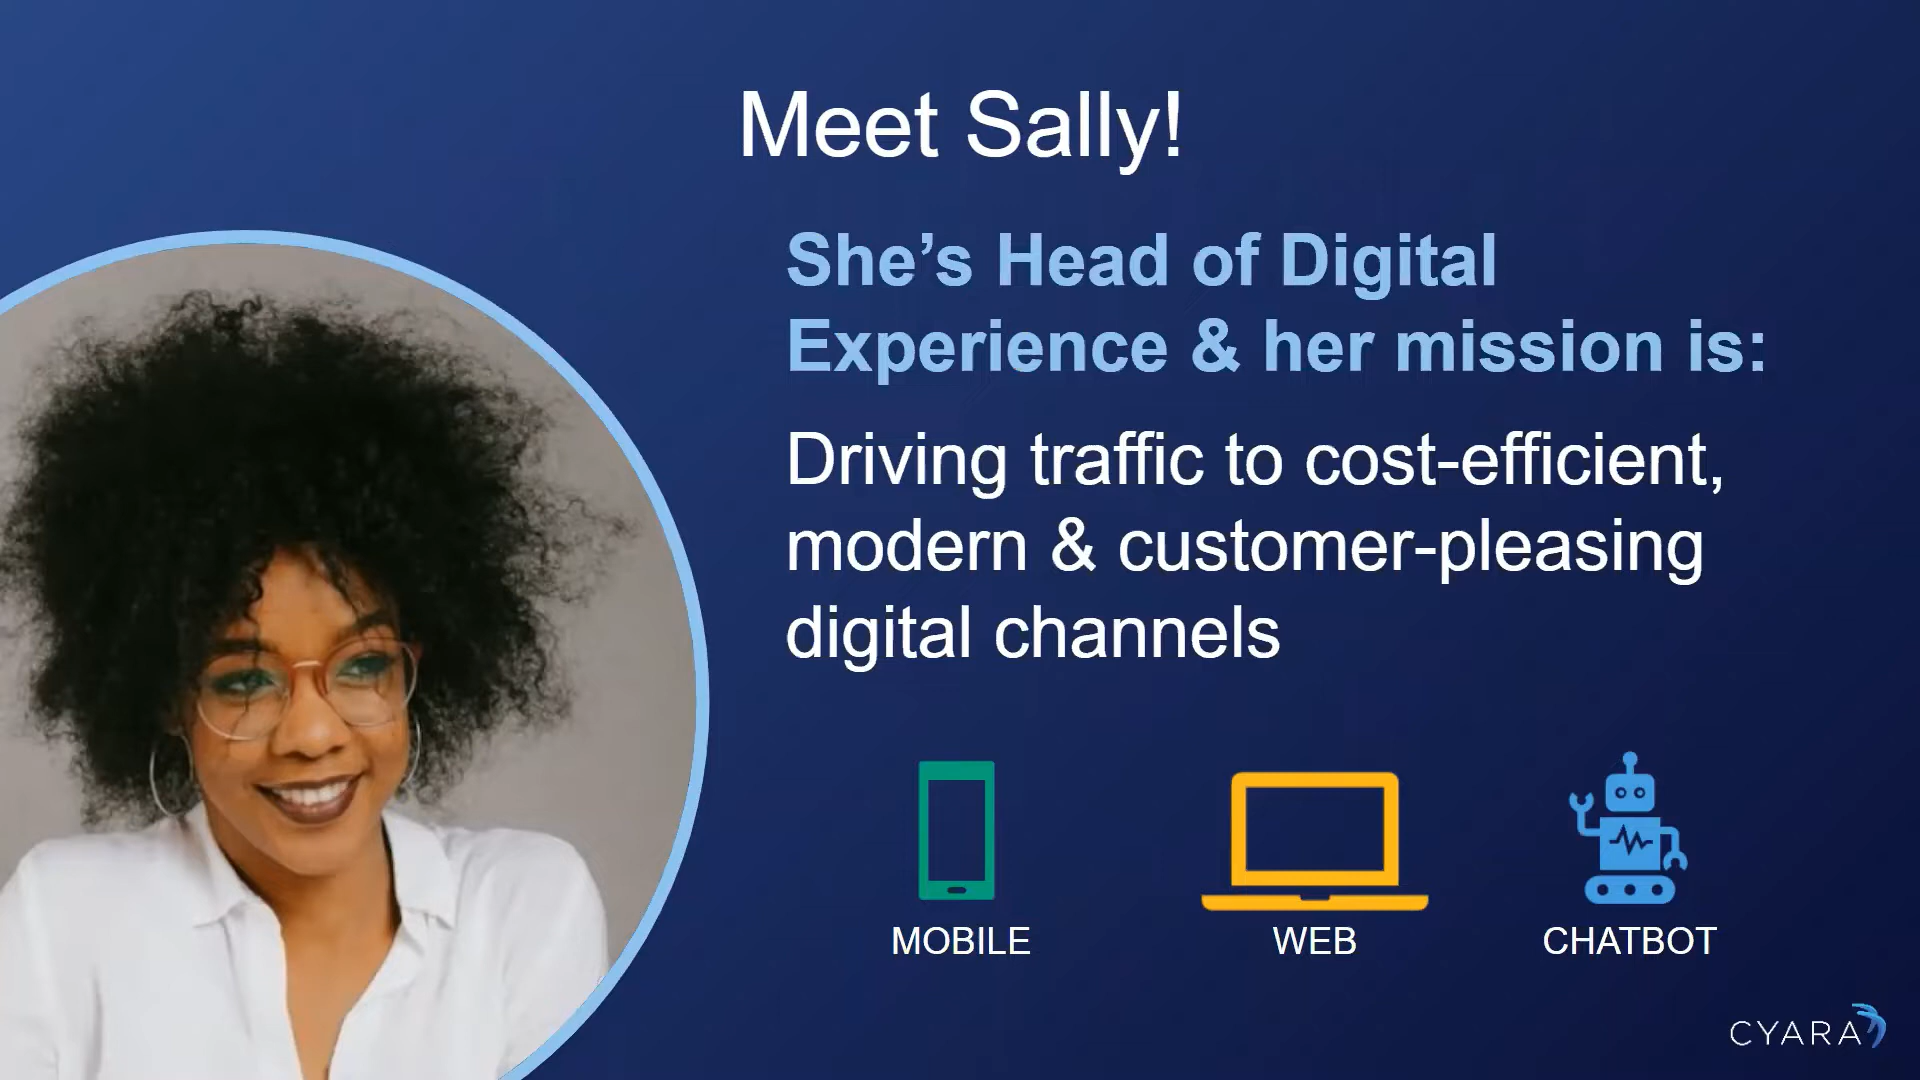 Meet Sally!
She’s Head of Digital
Experience & her mission is:
Driving traffic to cost-efficient,
modern & customer-pleasing
digital channels
MOBILE
WEB
CHATBOT
CYARA